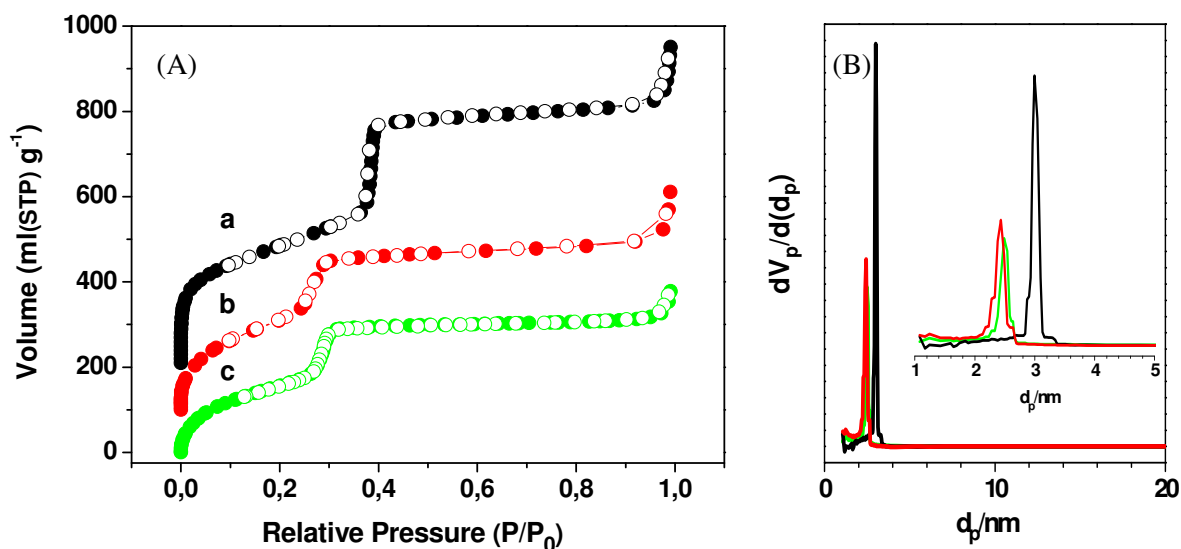 (A)
Volume (ml(STP) g⁻¹)
1000
800
600
400
200
0
a
b
c
0,0 0,2 0,4 0,6 0,8 1,0
Relative Pressure (P/P₀)
(B)
dVₚ/d(dₚ)
1 2 3 4 5
dₚ/nm
0 10 20
dₚ/nm